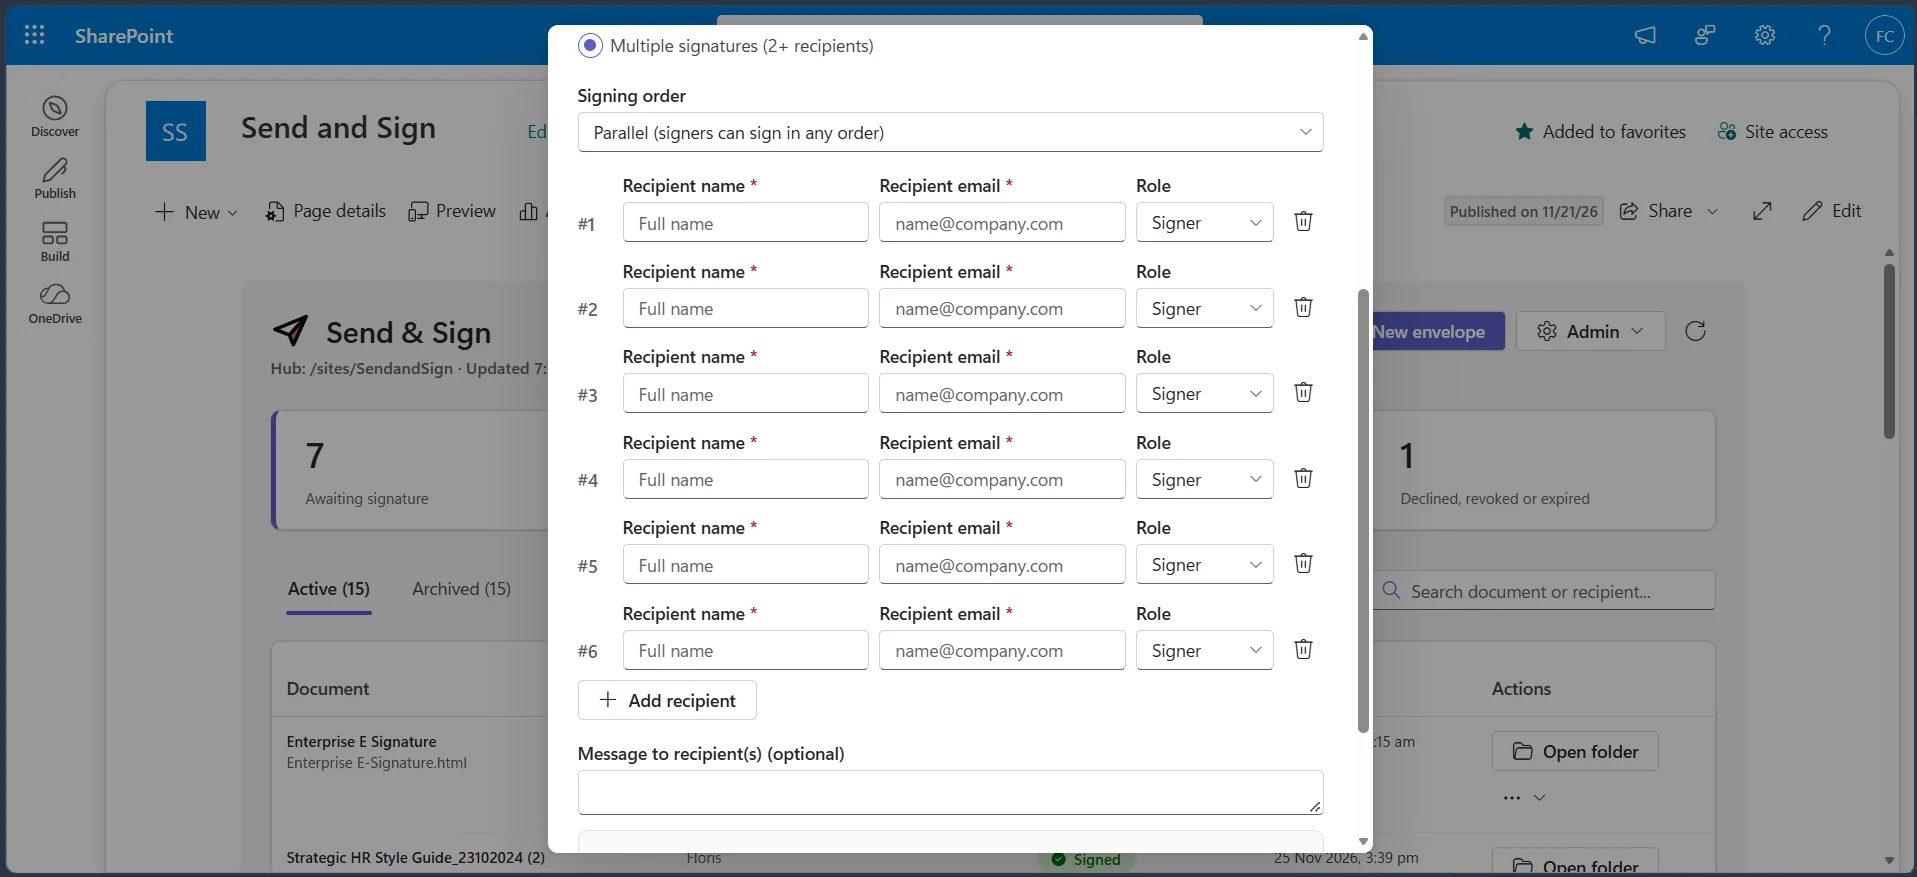 SharePoint
FC
Discover
Publish
Build
OneDrive
SS
Send and Sign
Ed
Added to favorites
Site access
New
Page details
Preview
Published on 11/21/26
Share
Edit
Send & Sign
Hub: /sites/SendandSign · Updated 7:
New envelope
Admin
7
Awaiting signature
1
Declined, revoked or expired
Active (15)
Archived (15)
Search document or recipient...
Document
Actions
Enterprise E Signature
Enterprise E-Signature.html
:15 am
Open folder
Strategic HR Style Guide_23102024 (2)
Floris
Signed
25 Nov 2026, 3:39 pm
Open folder
Multiple signatures (2+ recipients)
Signing order
Parallel (signers can sign in any order)
Recipient name * Recipient email * Role
#1 Full name name@company.com Signer
Recipient name * Recipient email * Role
#2 Full name name@company.com Signer
Recipient name * Recipient email * Role
#3 Full name name@company.com Signer
Recipient name * Recipient email * Role
#4 Full name name@company.com Signer
Recipient name * Recipient email * Role
#5 Full name name@company.com Signer
Recipient name * Recipient email * Role
#6 Full name name@company.com Signer
Add recipient
Message to recipient(s) (optional)